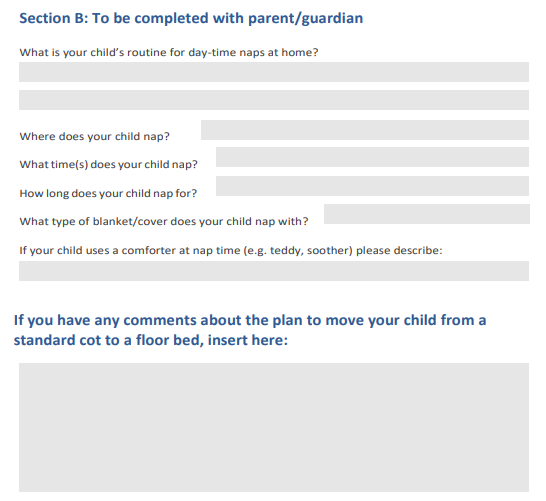 Section B: To be completed with parent/guardian
What is your child's routine for day-time naps at home?
Where does your child nap?
What time(s) does your child nap?
How long does your child nap for?
What type of blanket/cover does your child nap with?
If your child uses a comforter at nap time (e.g. teddy, soother) please describe:
If you have any comments about the plan to move your child from a
standard cot to a floor bed, insert here: